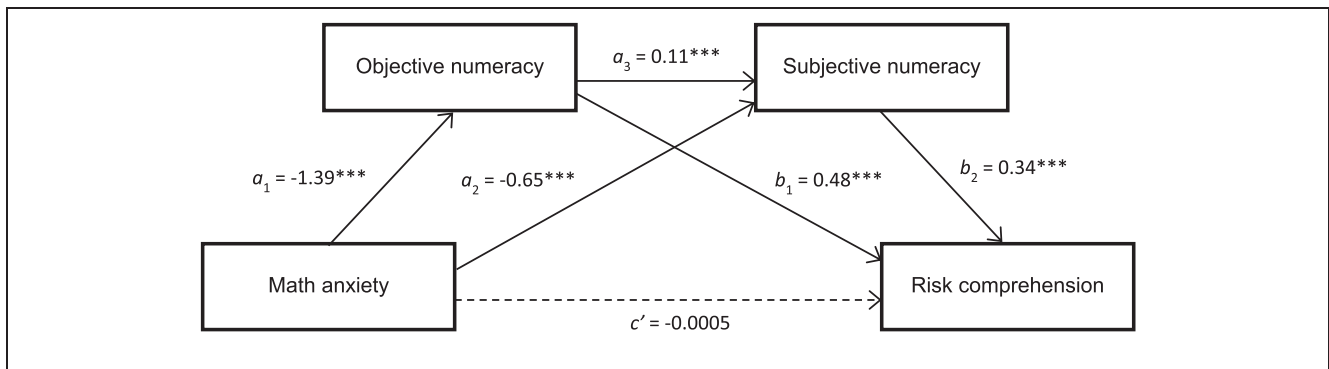 Objective numeracy
a3 = 0.11***
Subjective numeracy
a1 = -1.39***
a2 = -0.65***
b1 = 0.48***
b2 = 0.34***
Math anxiety
Risk comprehension
c' = -0.0005